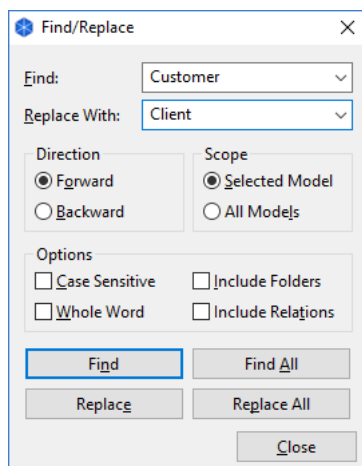 Find/Replace
Find: Customer
Replace With: Client
Direction Scope
Forward Selected Model
Backward All Models
Options
Case Sensitive Include Folders
Whole Word Include Relations
Find Find All
Replace Replace All
Close